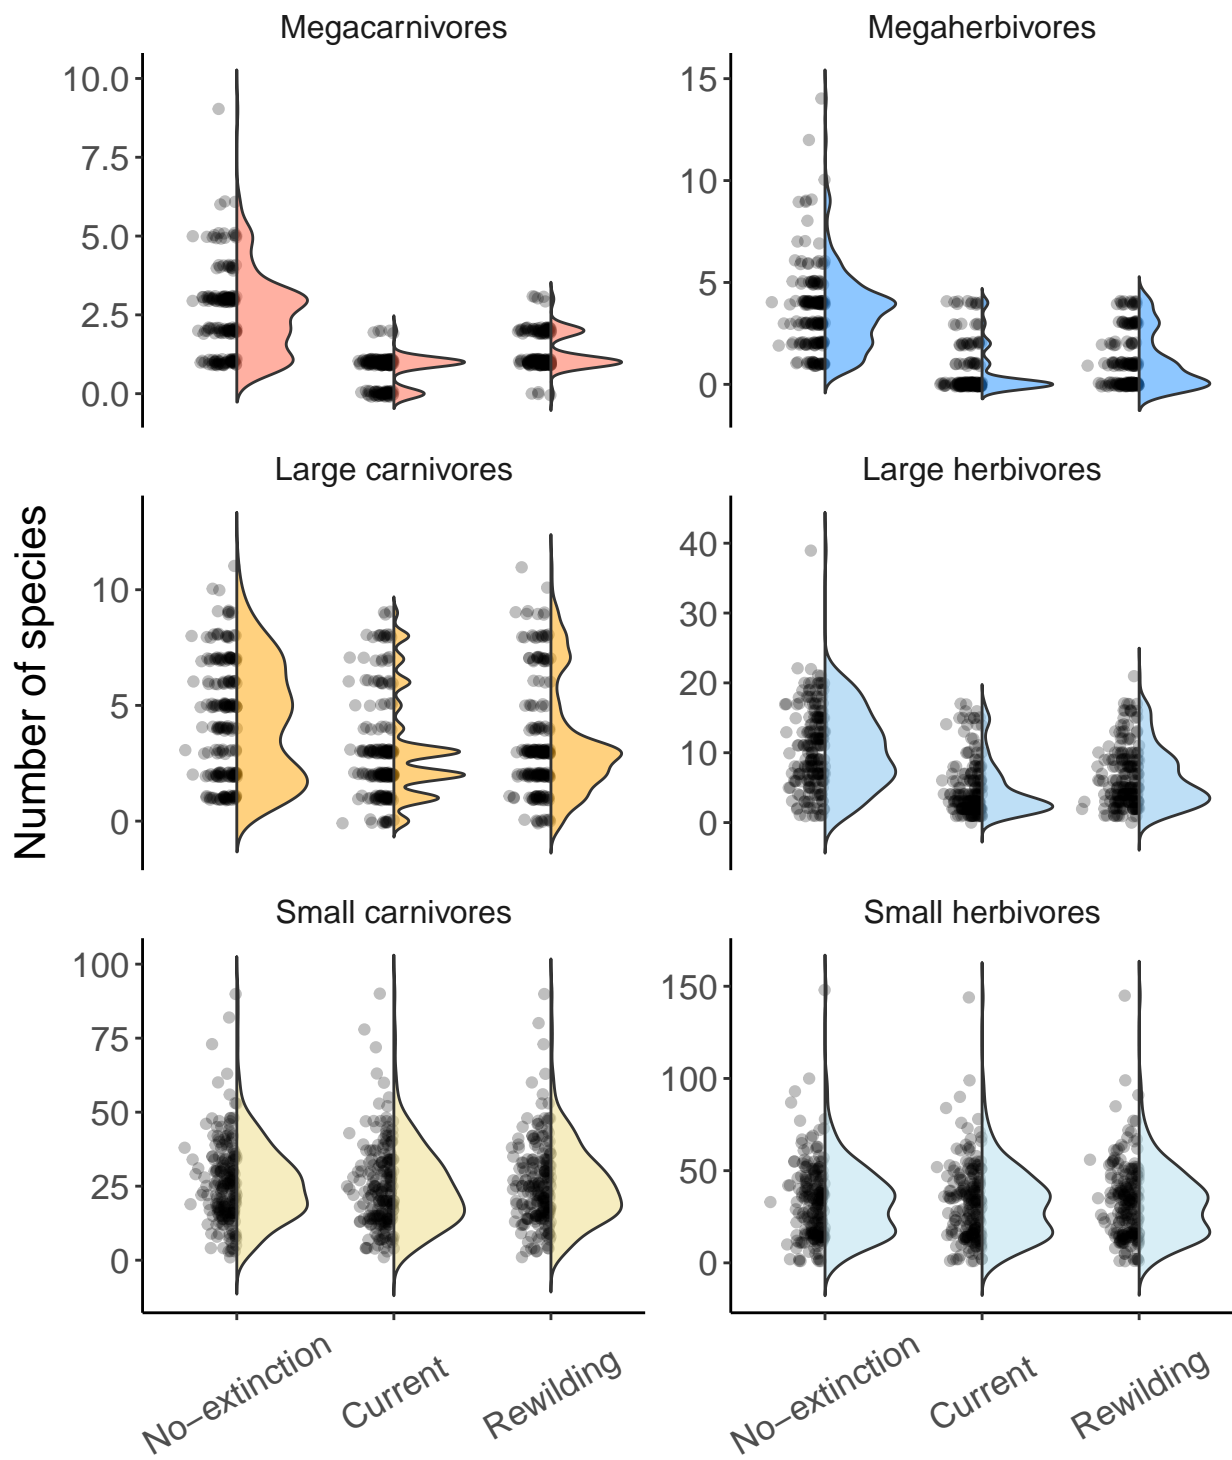 Megacarnivores
Megaherbivores
10.0
7.5
5.0
2.5
0.0
15
10
5
0
Large carnivores
Large herbivores
Number of species
10
5
0
40
30
20
10
0
Small carnivores
Small herbivores
100
75
50
25
0
150
100
50
0
No−extinction
Current
Rewilding
No−extinction
Current
Rewilding